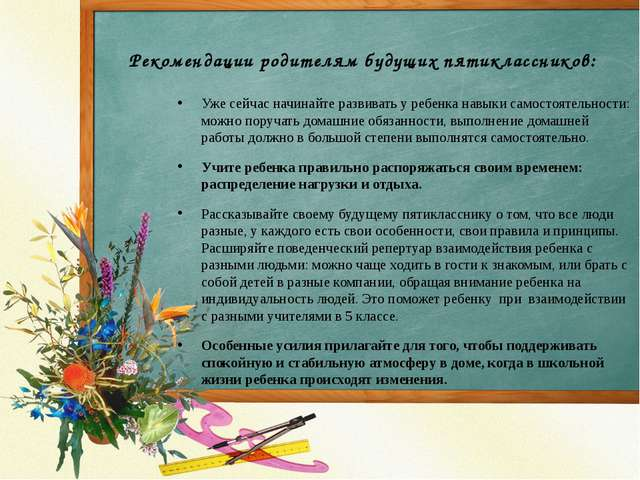 Рекомендации родителям будущих пятиклассников:
• Уже сейчас начинайте развивать у ребенка навыки самостоятельности:
можно поручать домашние обязанности, выполнение домашней
работы должно в большой степени выполнятся самостоятельно.
• Учите ребенка правильно распоряжаться своим временем:
распределение нагрузки и отдыха.
• Рассказывайте своему будущему пятикласснику о том, что все люди
разные, у каждого есть свои особенности, свои правила и принципы.
Расширяйте поведенческий репертуар взаимодействия ребенка с
разными людьми: можно чаще ходить в гости к знакомым, или брать с
собой детей в разные компании, обращая внимание ребенка на
индивидуальность людей. Это поможет ребенку при взаимодействии
с разными учителями в 5 классе.
• Особенные усилия прилагайте для того, чтобы поддерживать
спокойную и стабильную атмосферу в доме, когда в школьной
жизни ребенка происходят изменения.